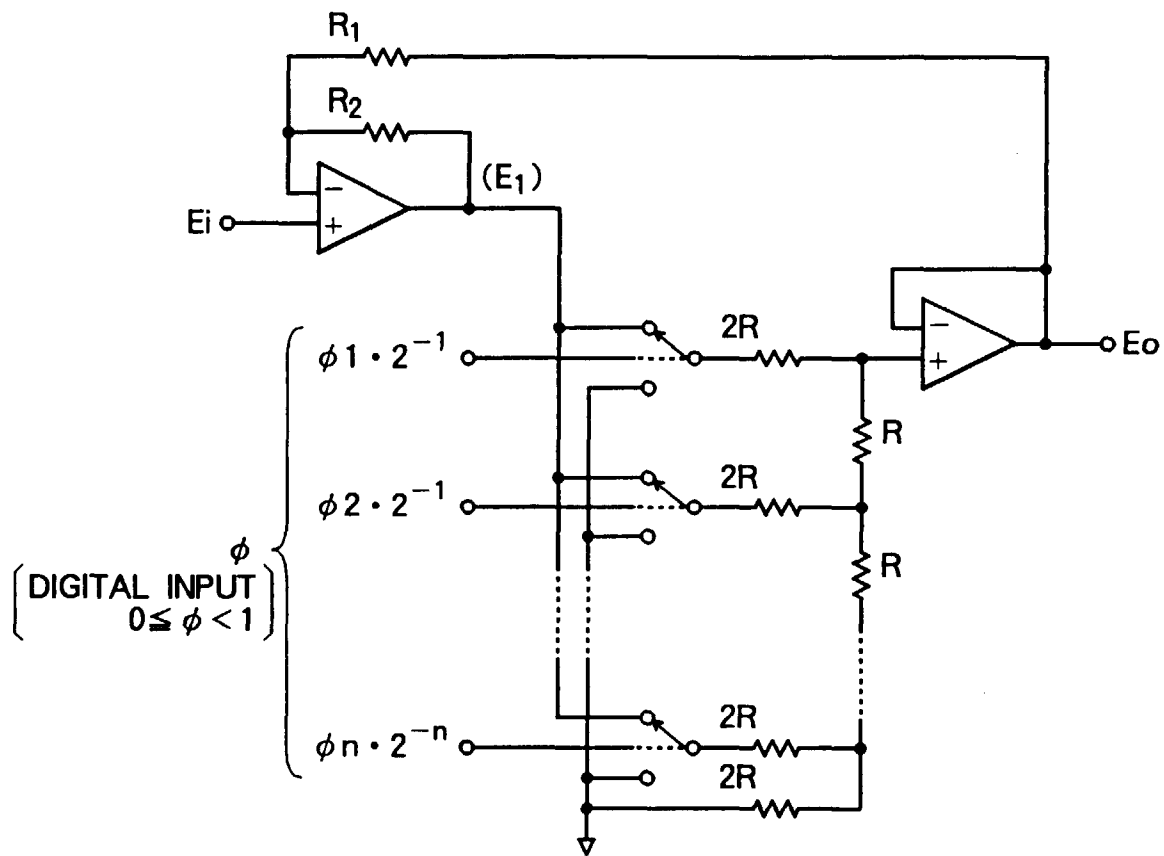 R₁
R₂
(E₁)
−
Ei
+
φ1・2⁻¹
2R
−
+
Eo
R
φ2・2⁻¹
2R
φ
[DIGITAL INPUT
0≦φ<1]
R
φn・2⁻ⁿ
2R
2R